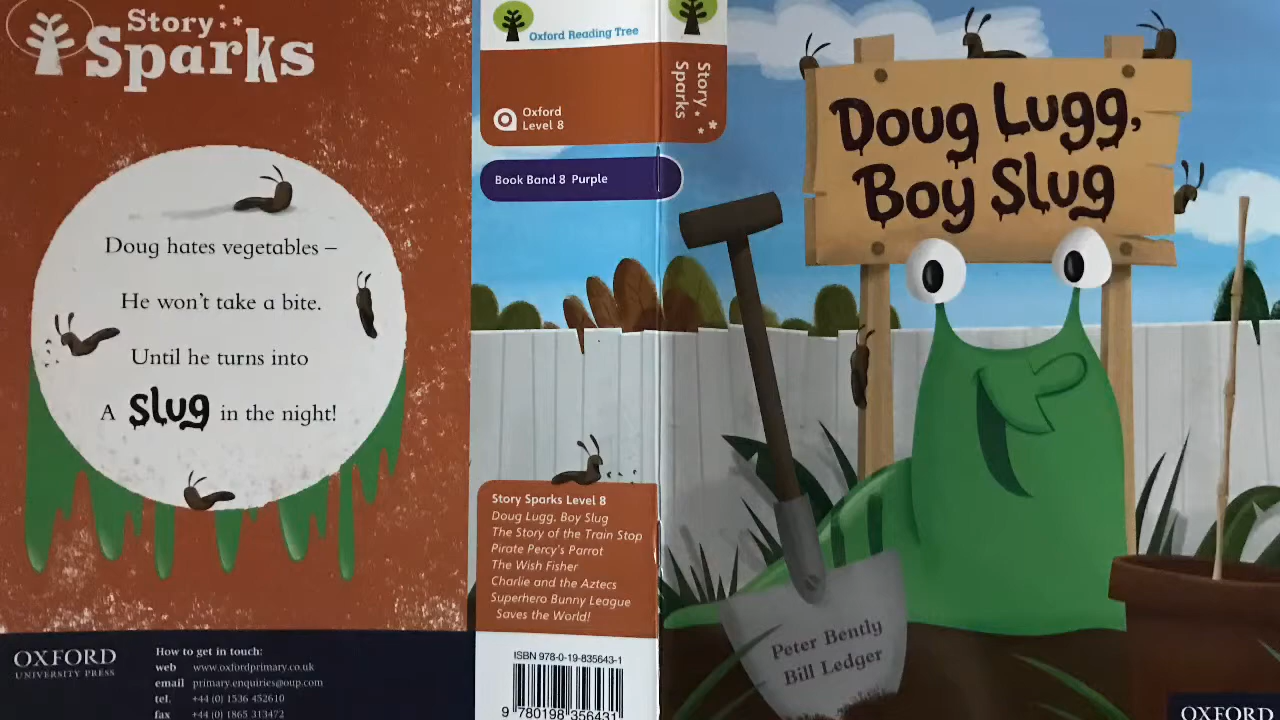 Story
Sparks
Doug hates vegetables –
He won't take a bite.
Until he turns into
A slug in the night!
OXFORD
UNIVERSITY PRESS
How to get in touch:
web www.oxfordprimary.co.uk
email primary.enquiries@oup.com
tel. +44 (0) 1536 452610
fax +44 (0) 1865 313472
Oxford Reading Tree
Oxford
Level 8
Book Band 8 Purple
Story Sparks Level 8
Doug Lugg, Boy Slug
The Story of the Train Stop
Pirate Percy's Parrot
The Wish Fisher
Charlie and the Aztecs
Superhero Bunny League
Saves the World!
ISBN 978-0-19-835643-1
9 780198 356431
Story
Sparks
Doug Lugg,
Boy Slug
Peter Bently
Bill Ledger
OXFORD